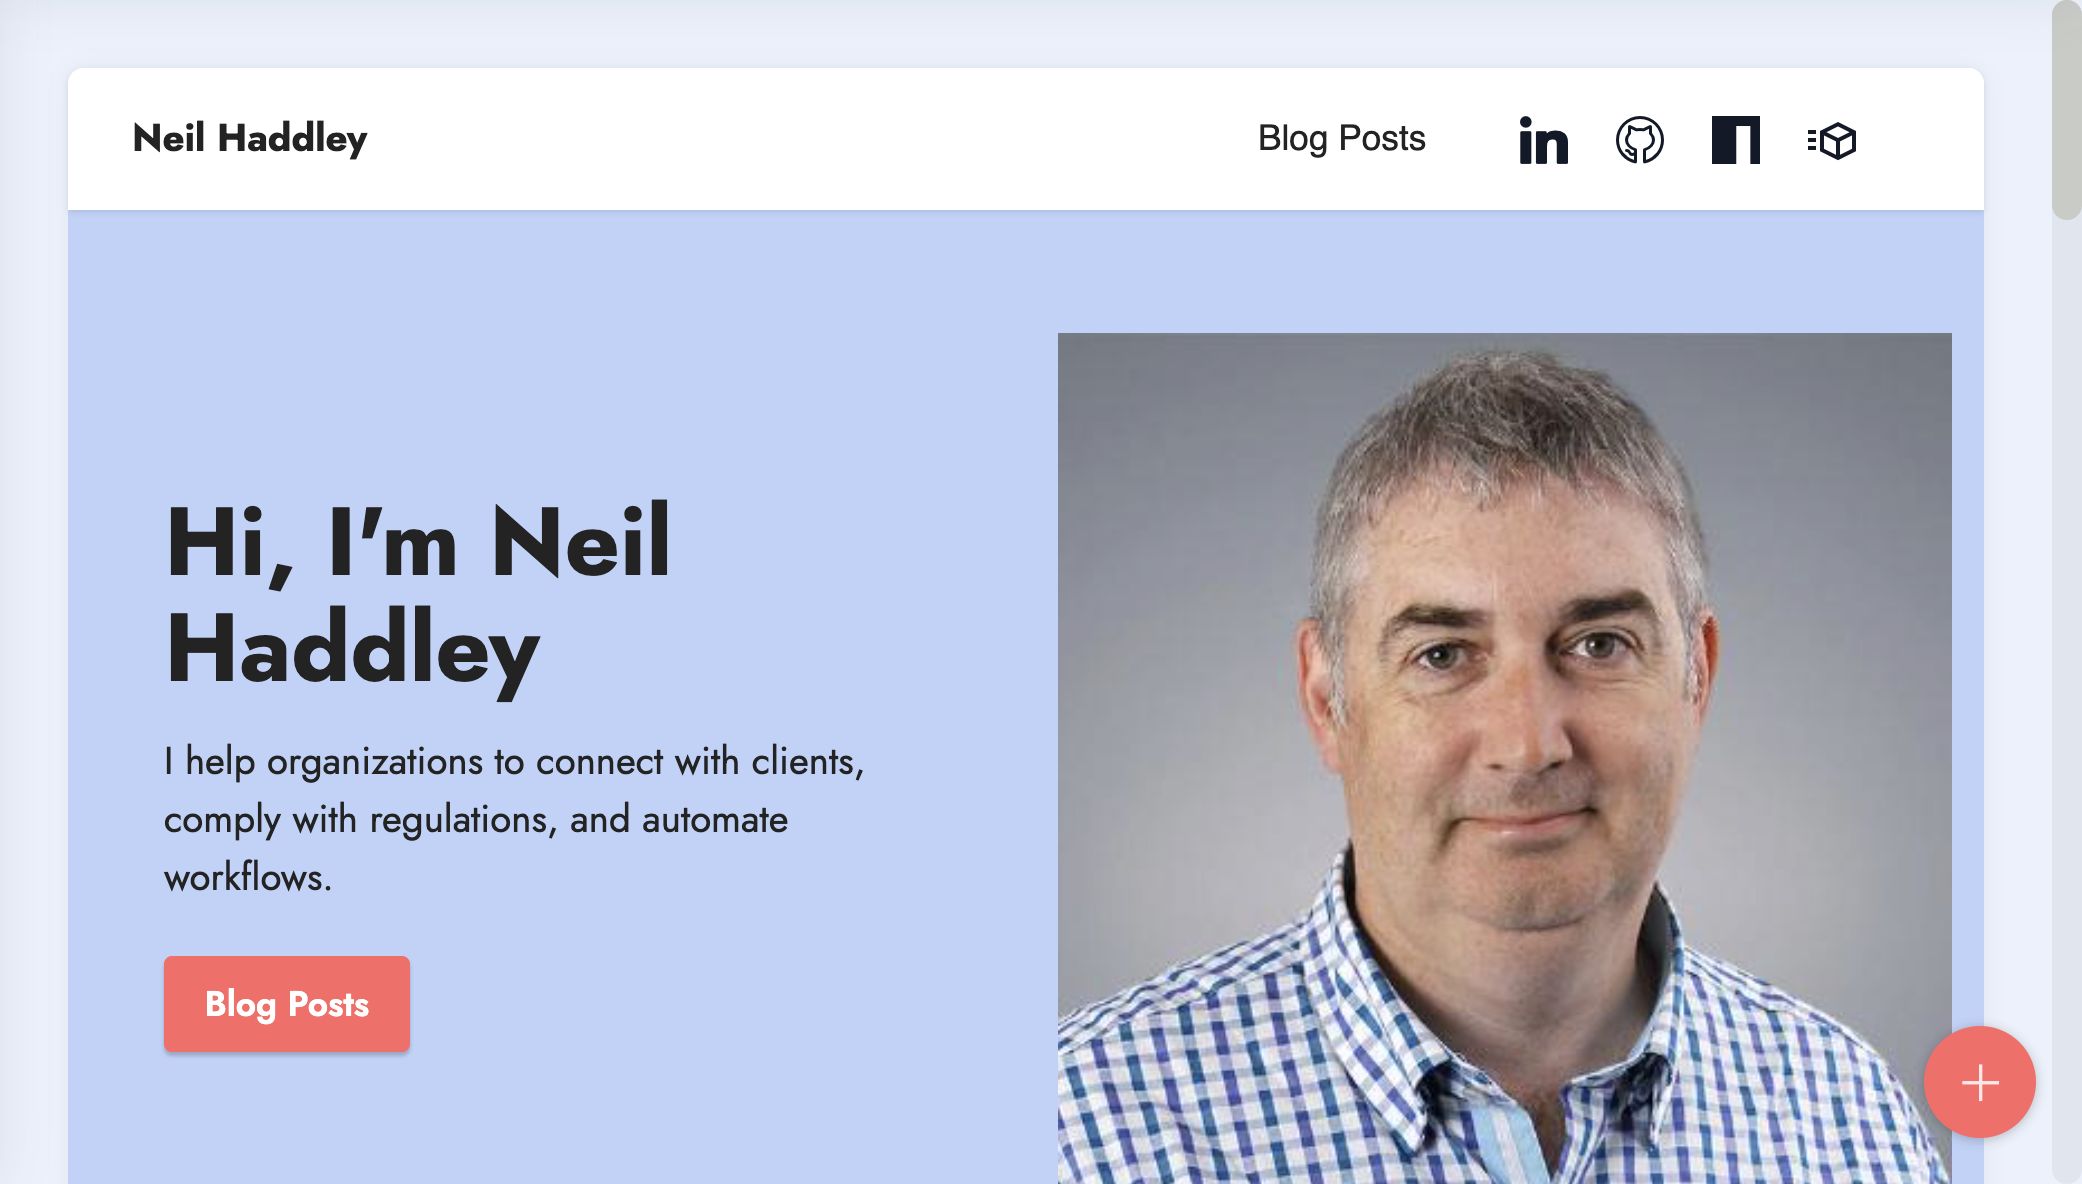 Neil Haddley
Blog Posts
Hi, I'm Neil
Haddley
I help organizations to connect with clients,
comply with regulations, and automate
workflows.
Blog Posts